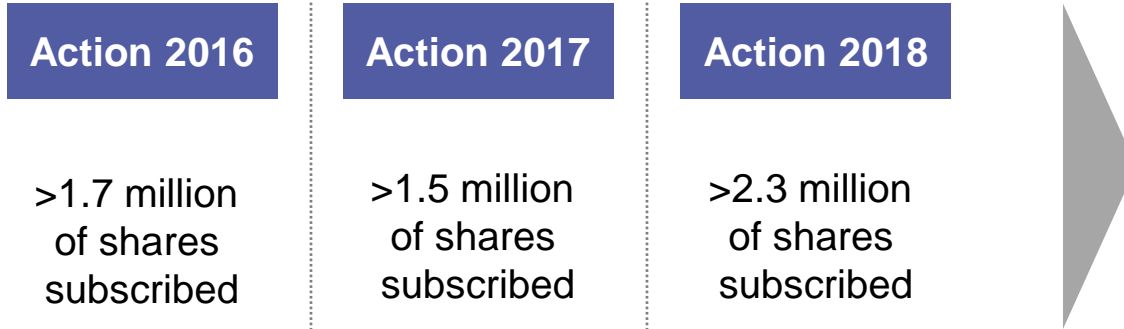 Action 2016
>1.7 million
of shares
subscribed
Action 2017
>1.5 million
of shares
subscribed
Action 2018
>2.3 million
of shares
subscribed